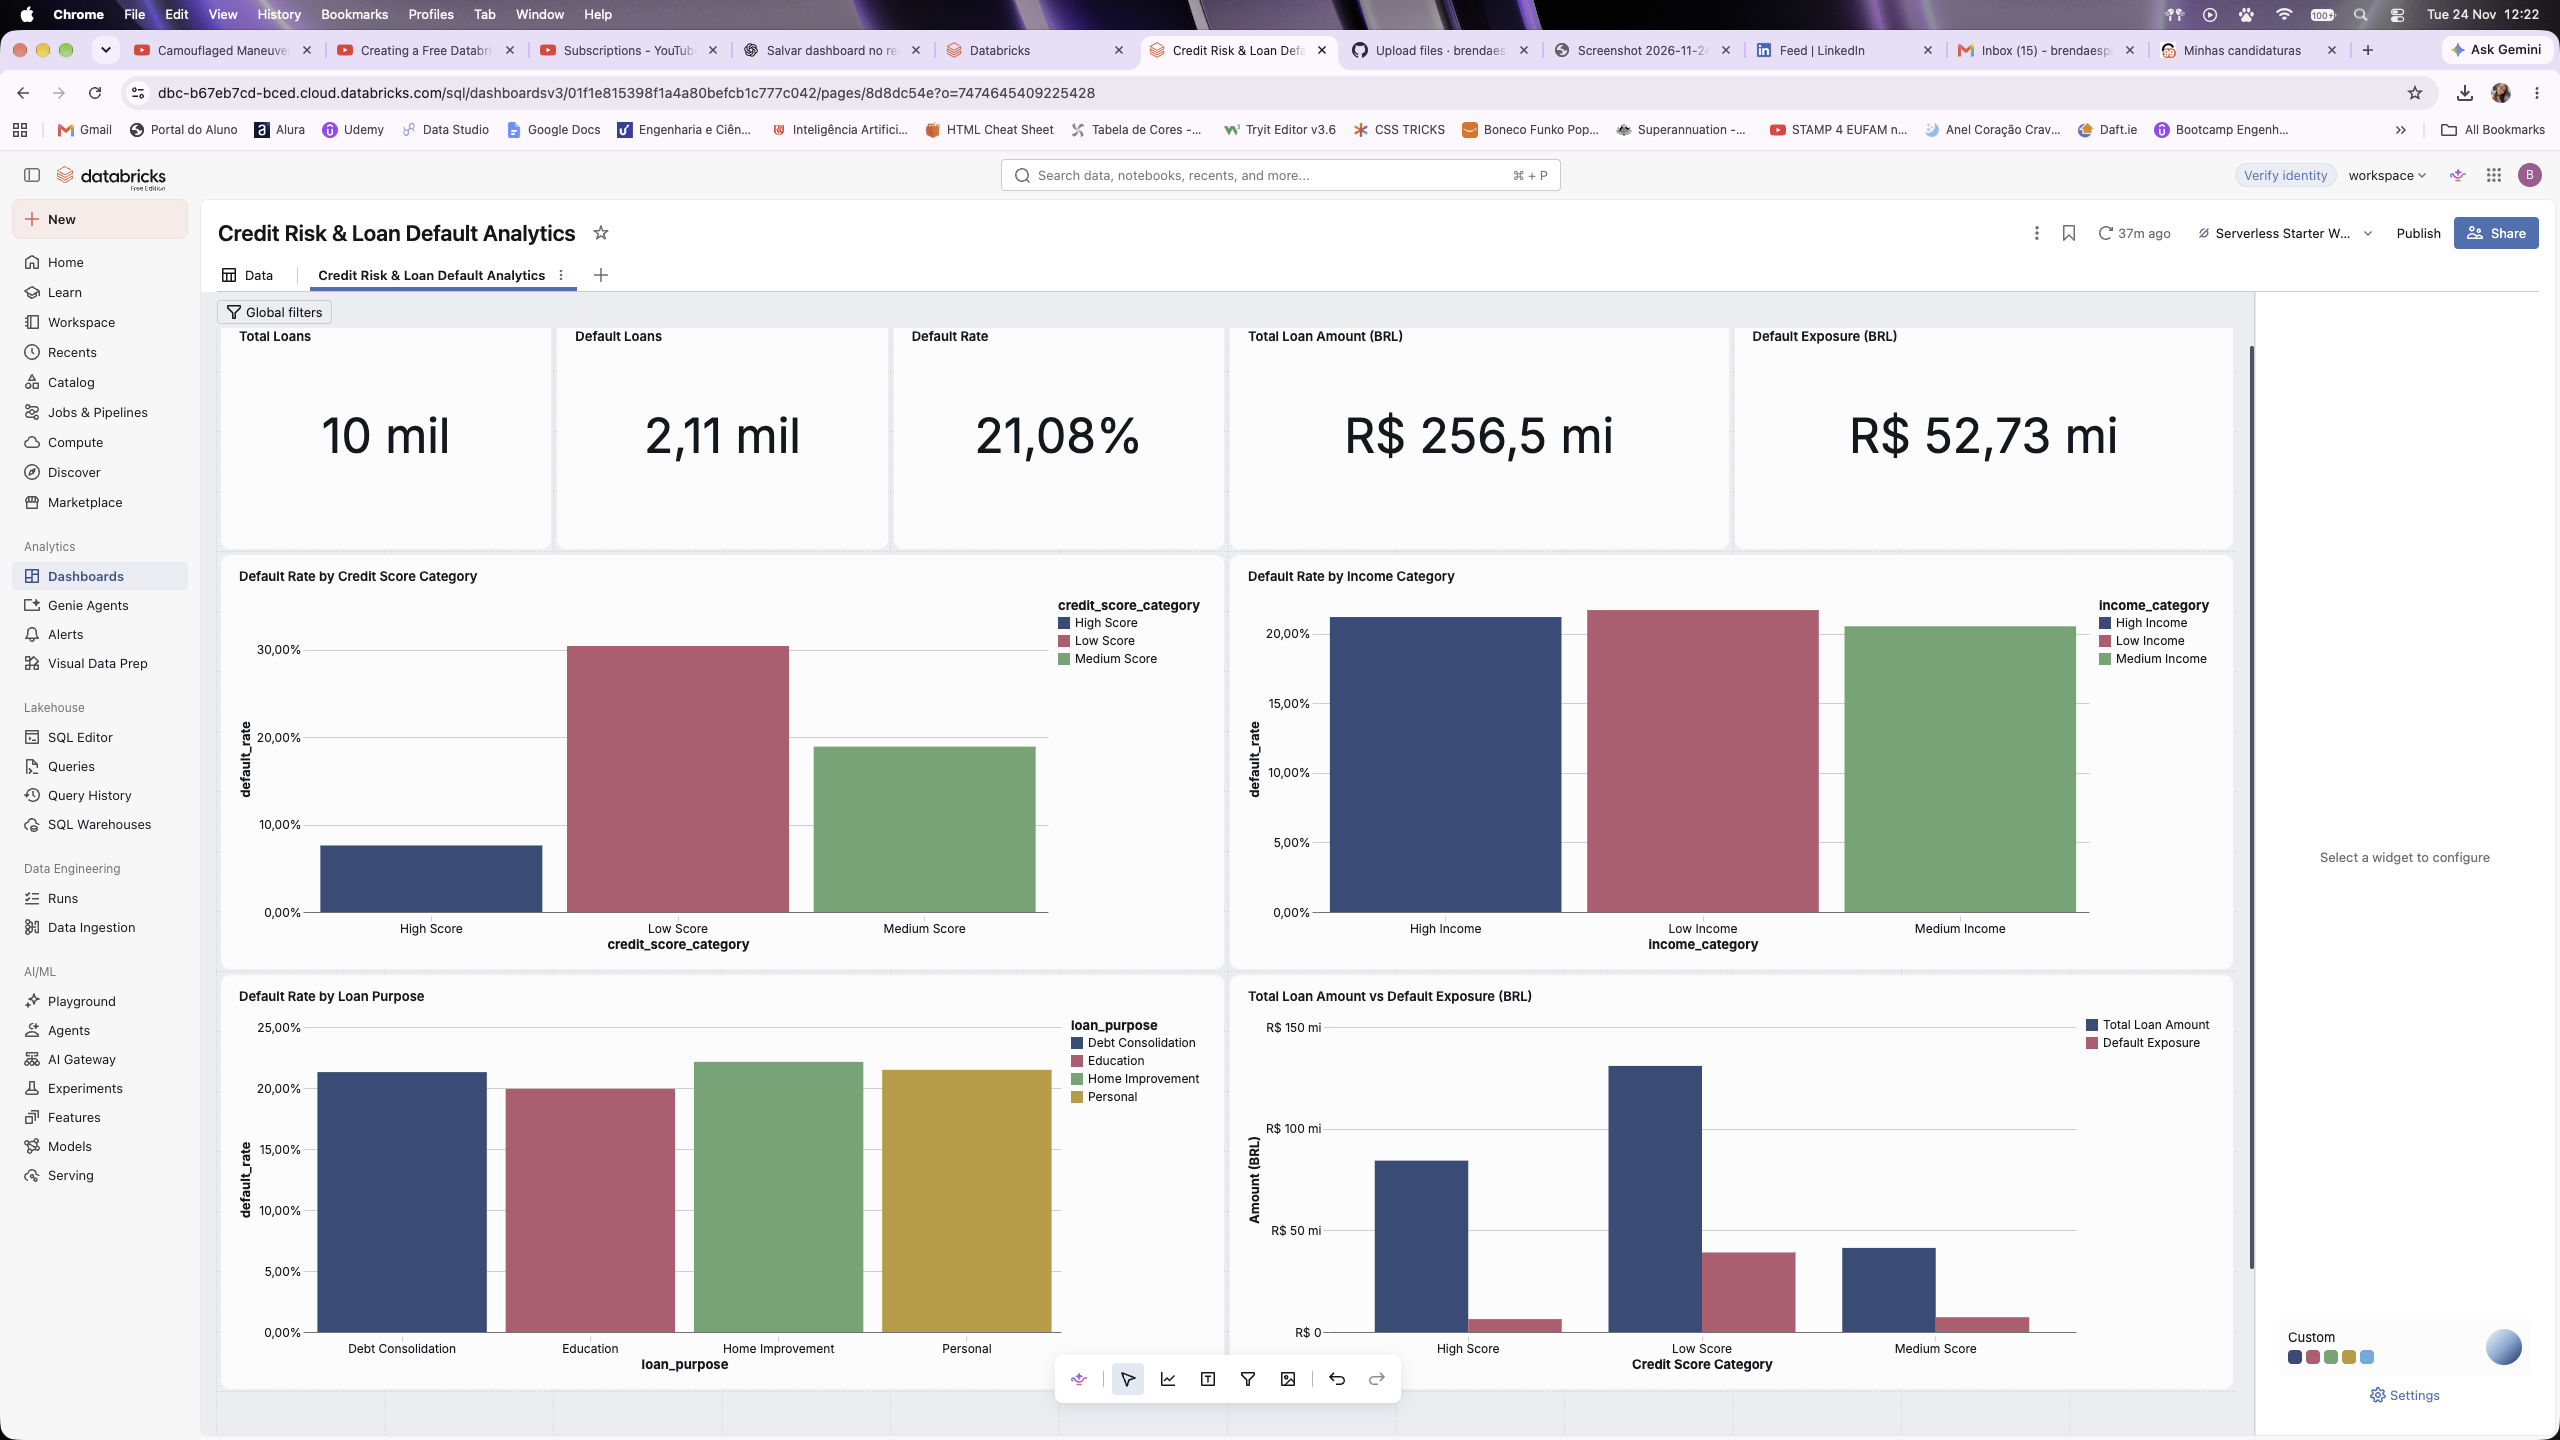 Chrome File Edit View History Bookmarks Profiles Tab Window Help
100 Tue 24 Nov 12:22
Camouflaged Maneuve
Creating a Free Databri
Subscriptions - YouTub
Salvar dashboard no re
Databricks
Credit Risk & Loan Defa
Upload files · brendaes
Screenshot 2026-11-24
Feed | LinkedIn
Inbox (15) - brendaesp
Minhas candidaturas
Ask Gemini
dbc-b67eb7cd-bced.cloud.databricks.com/sql/dashboardsv3/01f1e815398f1a4a80befcb1c777c042/pages/8d8dc54e?o=7474645409225428
Gmail
Portal do Aluno
Alura
Udemy
Data Studio
Google Docs
Engenharia e Ciên...
Inteligência Artifici...
HTML Cheat Sheet
Tabela de Cores -...
Tryit Editor v3.6
CSS TRICKS
Boneco Funko Pop...
Superannuation -...
STAMP 4 EUFAM n...
Anel Coração Crav...
Daft.ie
Bootcamp Engenh...
All Bookmarks
databricks
Free Edition
Search data, notebooks, recents, and more...
⌘ + P
Verify identity
workspace
B
New
Home
Learn
Workspace
Recents
Catalog
Jobs & Pipelines
Compute
Discover
Marketplace
Analytics
Dashboards
Genie Agents
Alerts
Visual Data Prep
Lakehouse
SQL Editor
Queries
Query History
SQL Warehouses
Data Engineering
Runs
Data Ingestion
AI/ML
Playground
Agents
AI Gateway
Experiments
Features
Models
Serving
Credit Risk & Loan Default Analytics
37m ago
Serverless Starter W...
Publish
Share
Data
Credit Risk & Loan Default Analytics
Global filters
Total Loans
10 mil
Default Loans
2,11 mil
Default Rate
21,08%
Total Loan Amount (BRL)
R$ 256,5 mi
Default Exposure (BRL)
R$ 52,73 mi
Default Rate by Credit Score Category
default_rate
30,00%
20,00%
10,00%
0,00%
High Score
Low Score
Medium Score
credit_score_category
credit_score_category
High Score
Low Score
Medium Score
Default Rate by Income Category
default_rate
20,00%
15,00%
10,00%
5,00%
0,00%
High Income
Low Income
Medium Income
income_category
income_category
High Income
Low Income
Medium Income
Default Rate by Loan Purpose
default_rate
25,00%
20,00%
15,00%
10,00%
5,00%
0,00%
Debt Consolidation
Education
Home Improvement
Personal
loan_purpose
loan_purpose
Debt Consolidation
Education
Home Improvement
Personal
Total Loan Amount vs Default Exposure (BRL)
Amount (BRL)
R$ 150 mi
R$ 100 mi
R$ 50 mi
R$ 0
High Score
Low Score
Medium Score
Credit Score Category
Total Loan Amount
Default Exposure
Select a widget to configure
Custom
Settings